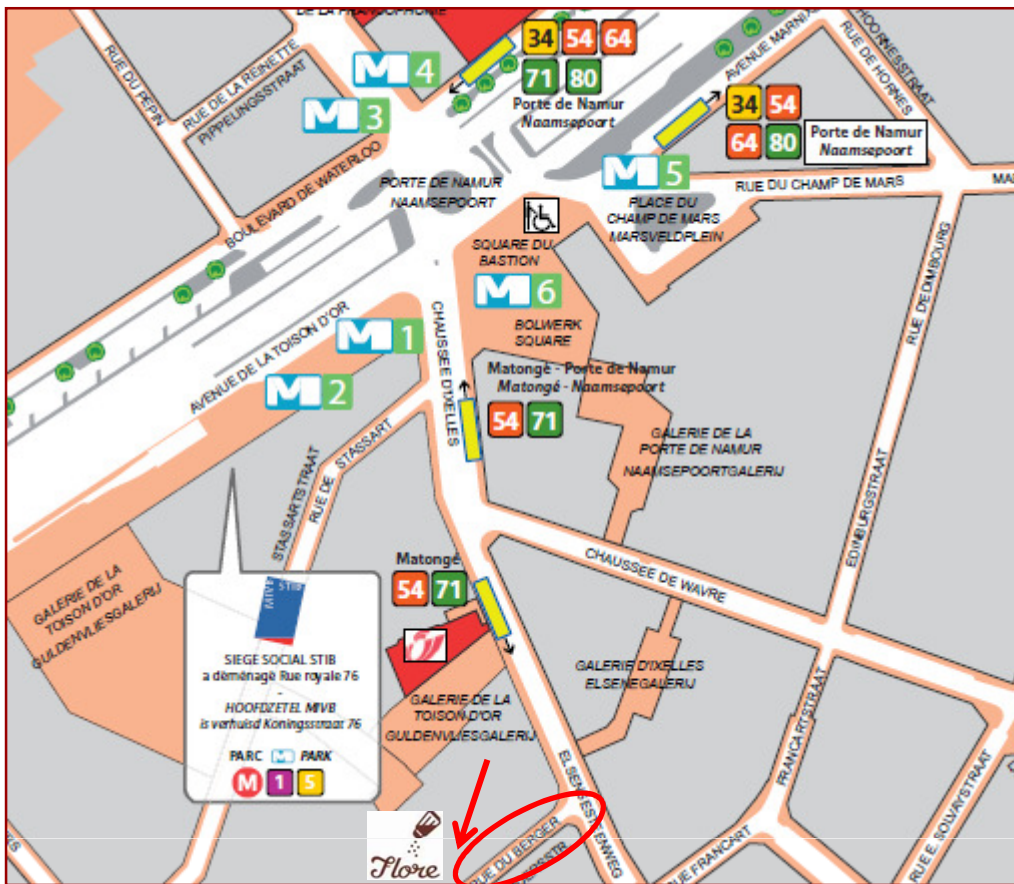 DE LA FRANCOPHONIE
34 54 64
71 80
Porte de Namur
Naamsepoort
M 4
M 3
RUE DU PEPIN
RUE DE LA REINETTE
PIPPELINGSSTRAAT
BOULEVARD DE WATERLOO
AVENUE MARNIX
RUE DE HORNES
HOORNESSTRAAT
34 54
64 80
Porte de Namur
Naamsepoort
M 5
RUE DU CHAMP DE MARS
PORTE DE NAMUR
NAAMSEPOORT
PLACE DU
CHAMP DE MARS
MARSVELDPLEIN
SQUARE DU
BASTION
M 6
BOLWERK
SQUARE
M 1
M 2
AVENUE DE LA TOISON D'OR
CHAUSSEE D'IXELLES
Matongé - Porte de Namur
Matongé - Naamsepoort
54 71
RUE DEDIMBOURG
EDINBURGSTRAAT
GALERIE DE LA
PORTE DE NAMUR
NAAMSEPOORTGALERIJ
STASSARTSTRAAT
RUE DE STASSART
CHAUSSEE DE WAVRE
Matongé
54 71
GALERIE DE LA
TOISON D'OR
GULDENVLIESGALERIJ
STIB
MIVB
SIEGE SOCIAL STIB
a déménagé Rue royale 76
-
HOOFDZETEL MIVB
is verhuisd Koningsstraat 76
PARC M PARK
M 1 5
GALERIE D'IXELLES
ELSENEGALERIJ
GALERIE DE LA
TOISON D'OR
GULDENVLIESGALERIJ
ELSENSESTEENWEG
FRANCARTSTRAAT
RUE FRANCART
RUE E. SOLVAYSTRAAT
RUE DU BERGER
Flore